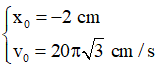 x₀ = −2 cm
v₀ = 20π√3 cm / s